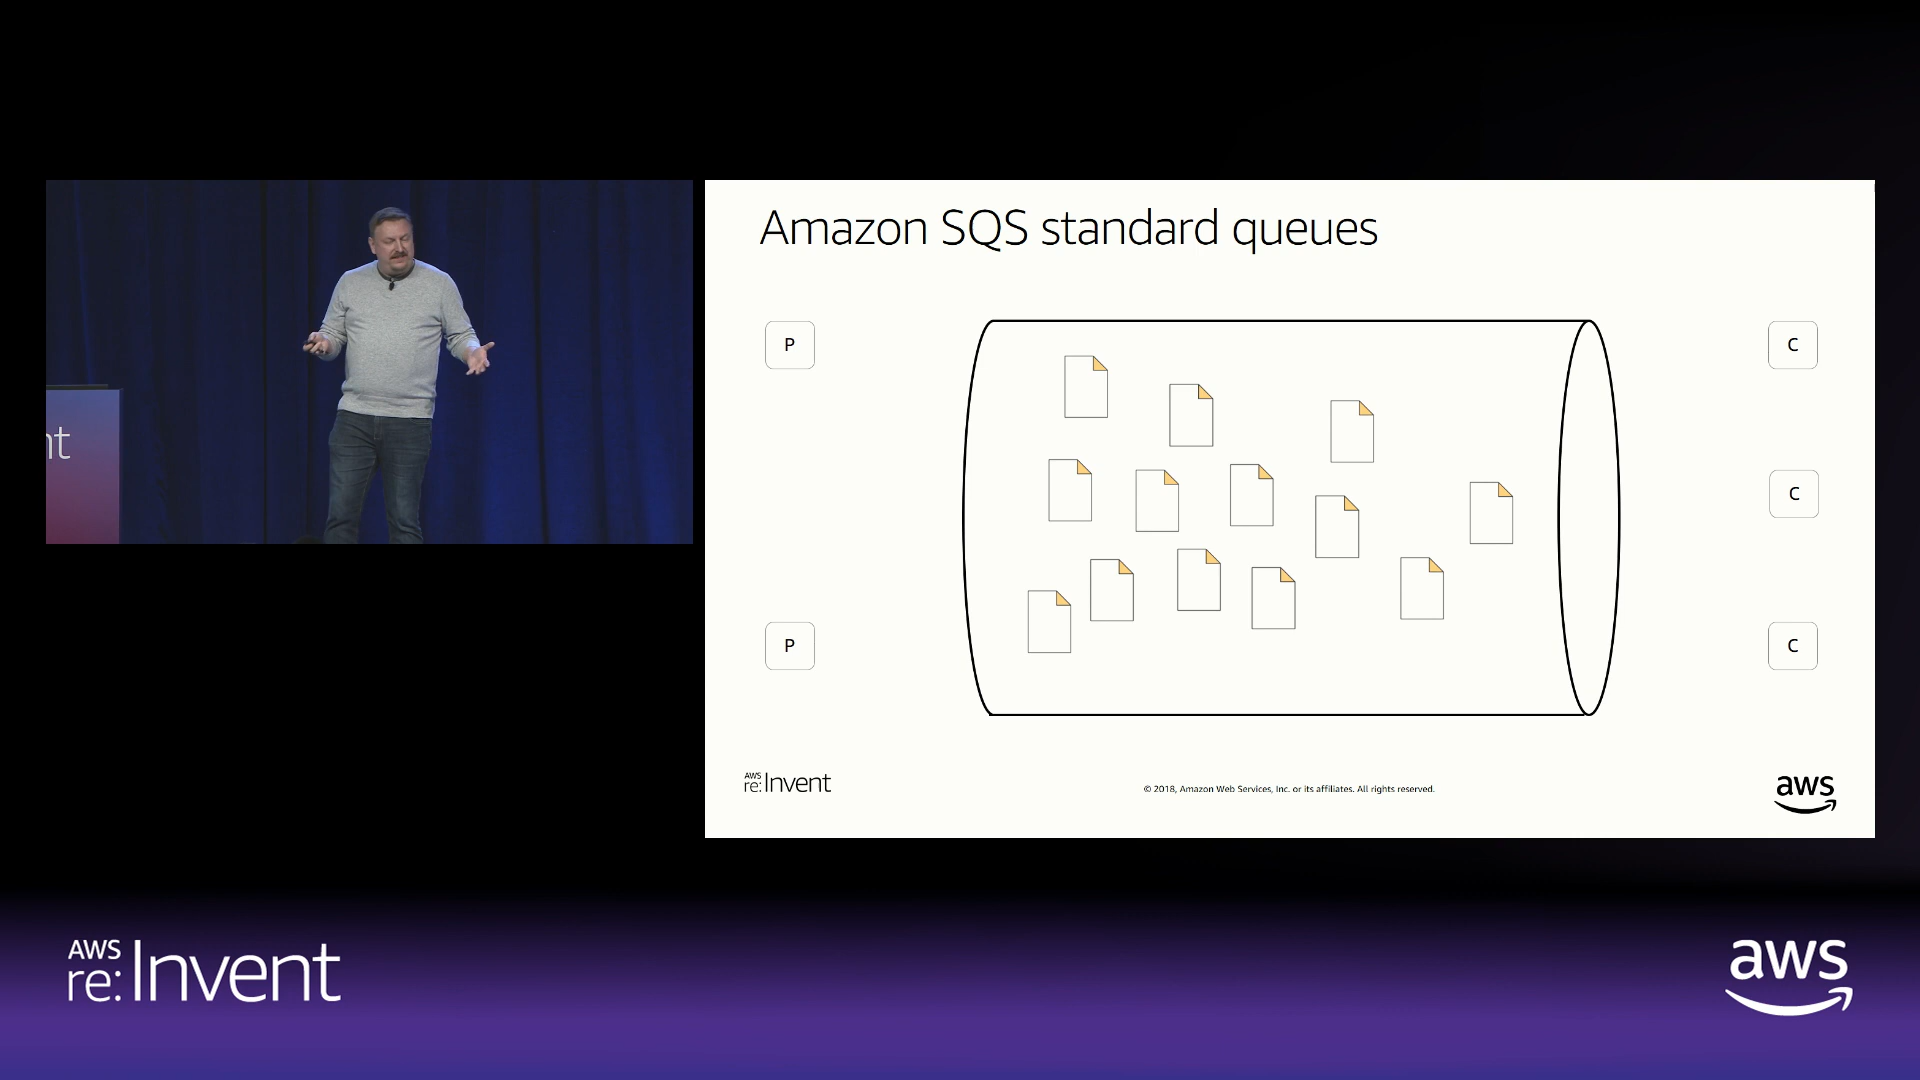 Amazon SQS standard queues
P
C
C
P
C
nt
AWS
re:Invent
© 2018, Amazon Web Services, Inc. or its affiliates. All rights reserved.
aws
AWS
re:Invent
aws